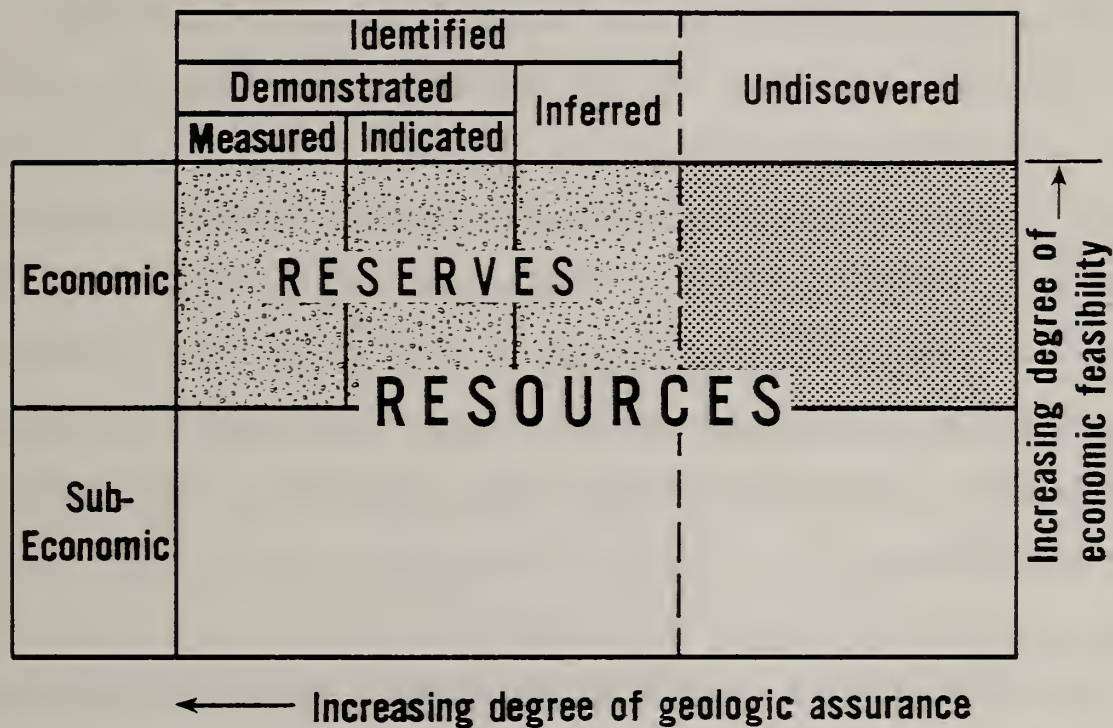 Identified
Demonstrated
Inferred
Undiscovered
Measured
Indicated
Economic
RESERVES
RESOURCES
Sub-
Economic
Increasing degree of
economic feasibility
Increasing degree of geologic assurance